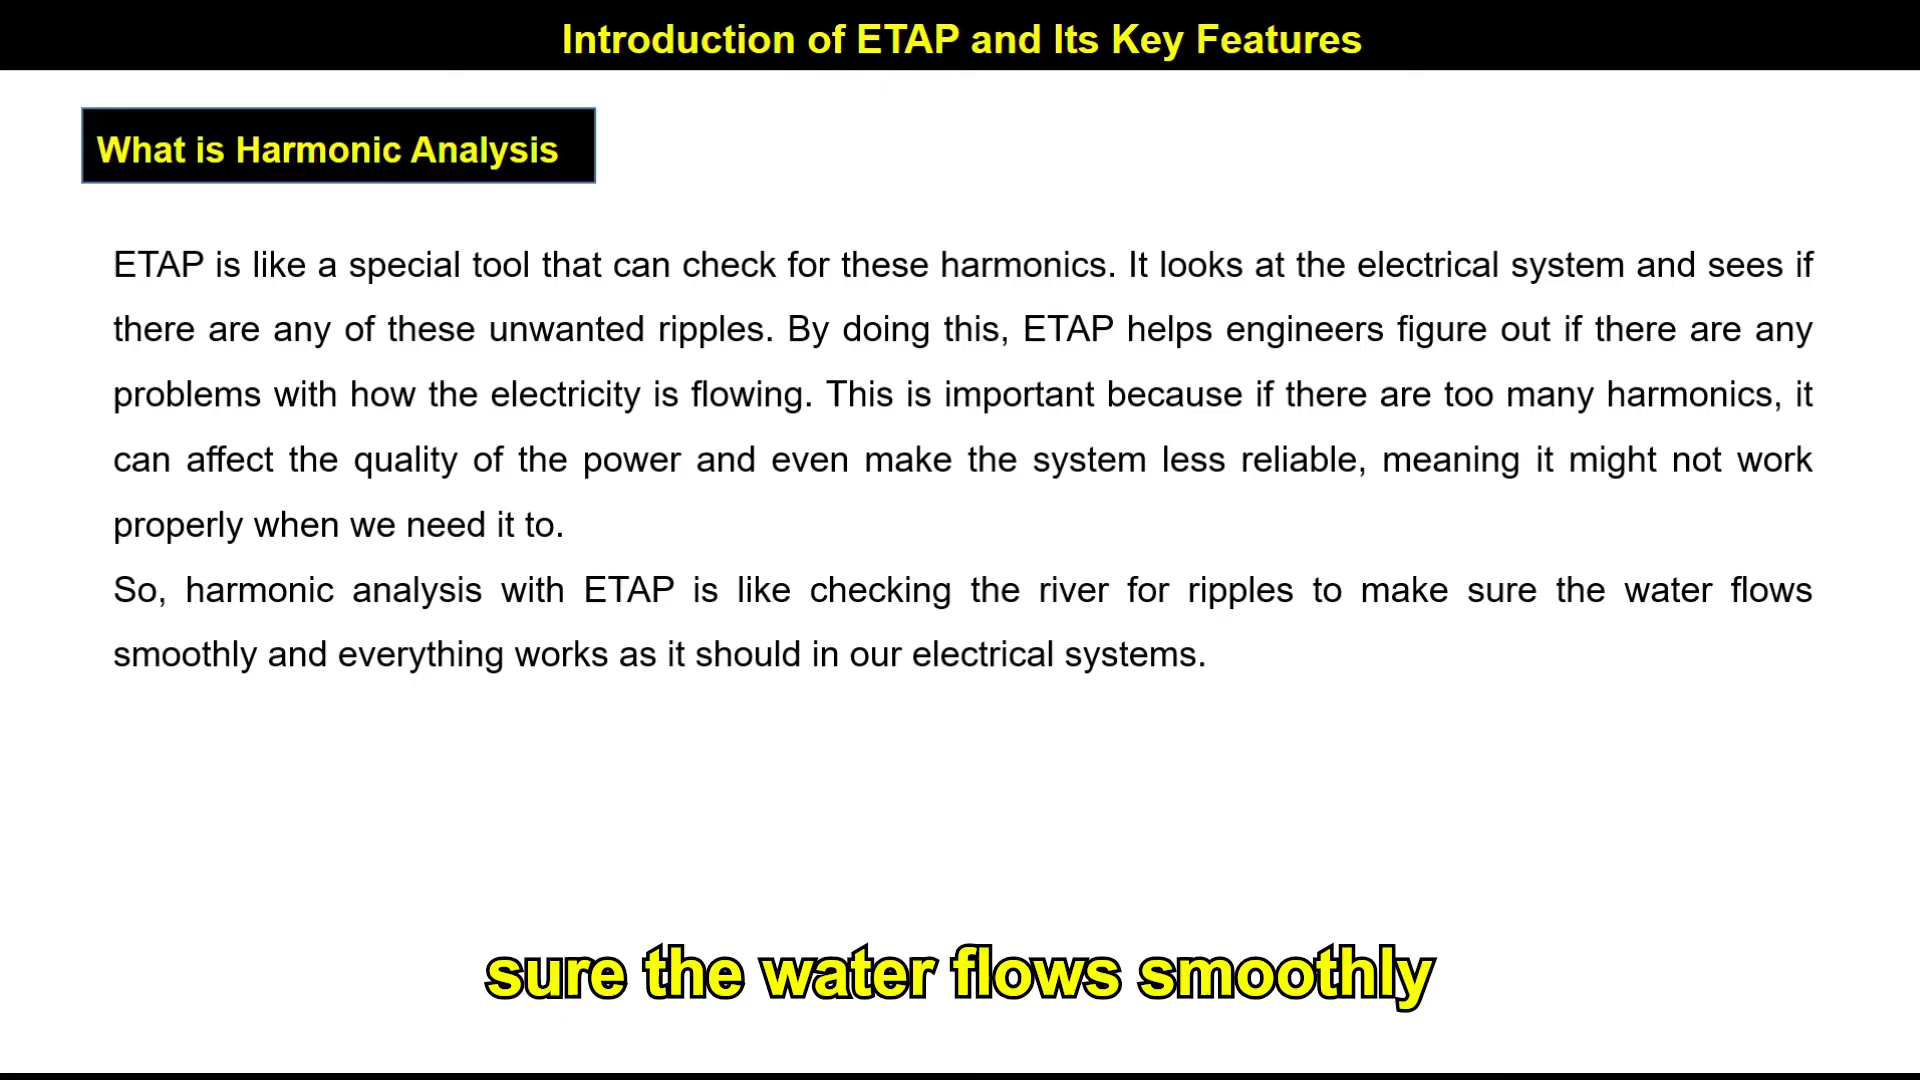 Introduction of ETAP and Its Key Features
What is Harmonic Analysis
ETAP is like a special tool that can check for these harmonics. It looks at the electrical system and sees if
there are any of these unwanted ripples. By doing this, ETAP helps engineers figure out if there are any
problems with how the electricity is flowing. This is important because if there are too many harmonics, it
can affect the quality of the power and even make the system less reliable, meaning it might not work
properly when we need it to.
So, harmonic analysis with ETAP is like checking the river for ripples to make sure the water flows
smoothly and everything works as it should in our electrical systems.
sure the water flows smoothly